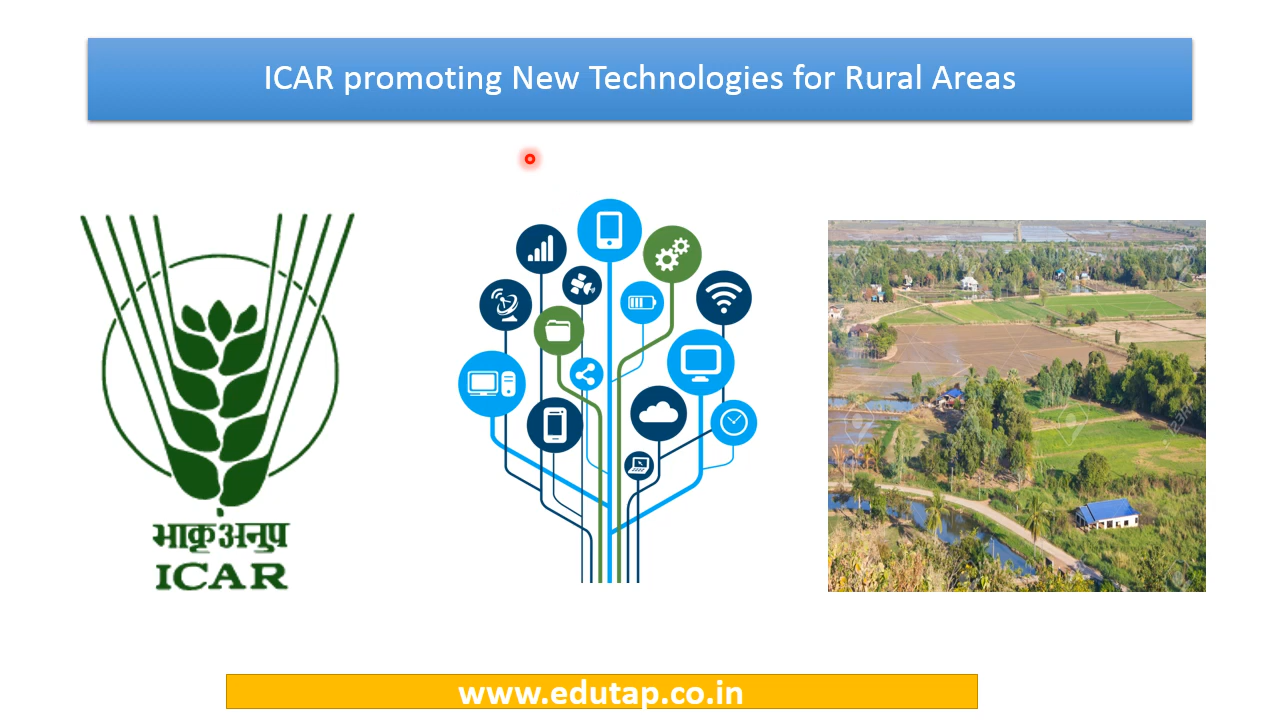 ICAR promoting New Technologies for Rural Areas
भाकृअनुप
ICAR
www.edutap.co.in